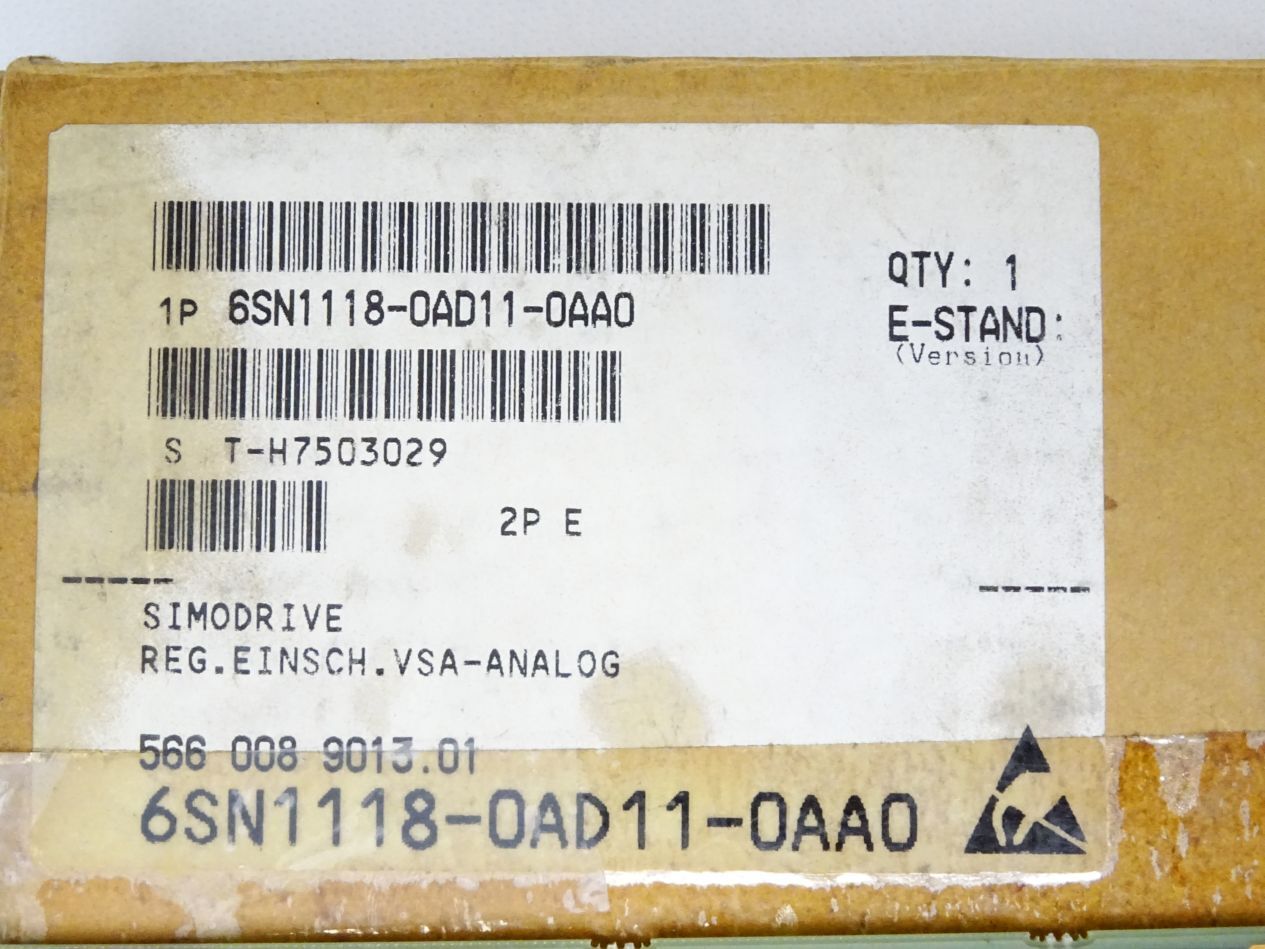 1P 6SN1118-0AD11-0AA0
QTY: 1
E-STAND:
(Version)
S T-H7503029
2P E
SIMODRIVE
REG.EINSCH.VSA-ANALOG
566 008 9013.01
6SN1118-0AD11-0AA0